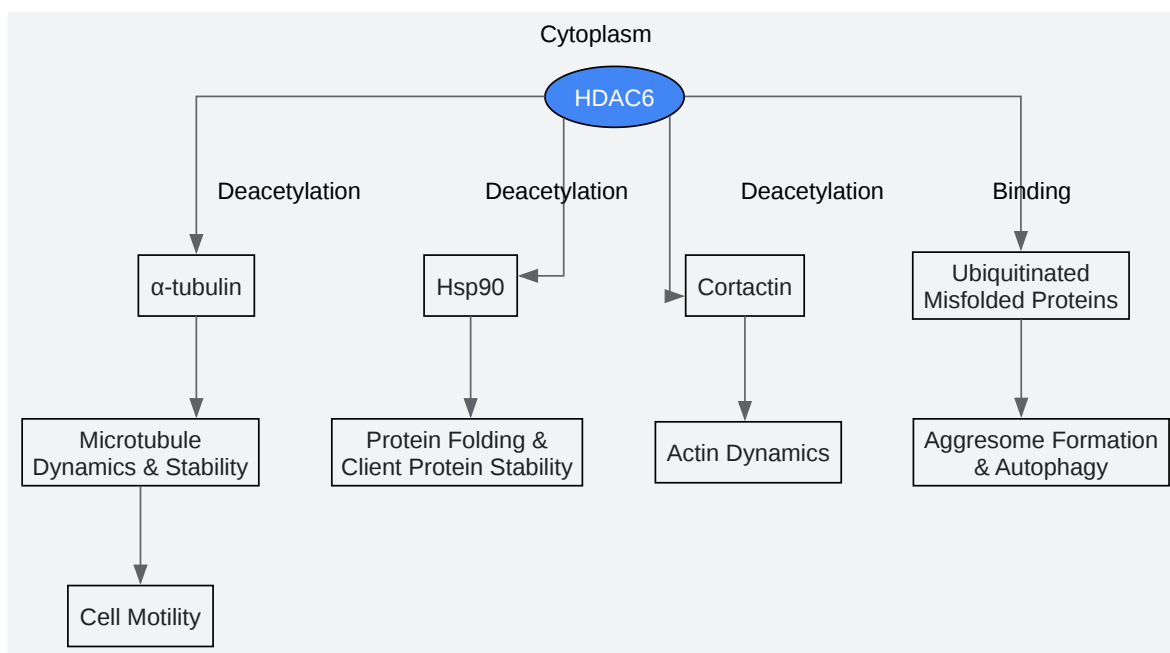 Cytoplasm
HDAC6
Deacetylation
Deacetylation
Deacetylation
Binding
α-tubulin
Hsp90
Cortactin
Ubiquitinated
Misfolded Proteins
Microtubule
Dynamics & Stability
Protein Folding &
Client Protein Stability
Actin Dynamics
Aggresome Formation
& Autophagy
Cell Motility